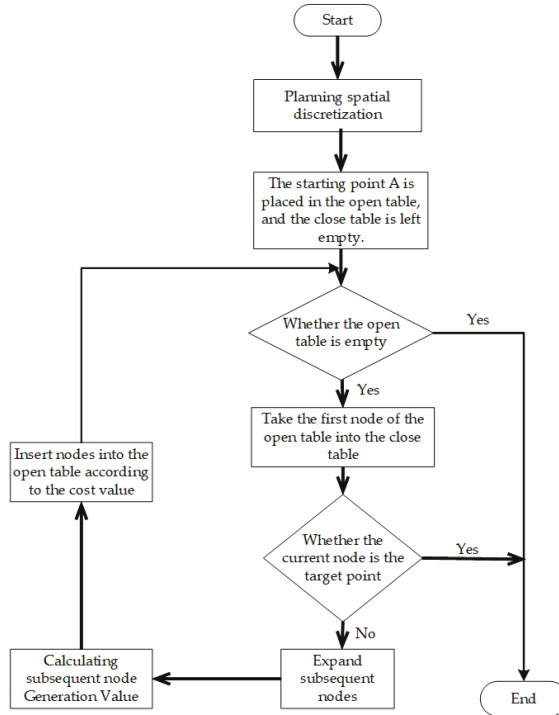 Start
Planning spatial
discretization
The starting point A is
placed in the open table,
and the close table is left
empty.
Whether the open
table is empty
Yes
Yes
Take the first node of the
open table into the close
table
Insert nodes into the
open table according
to the cost value
Whether the
current node is the
target point
Yes
No
Calculating
subsequent node
Generation Value
Expand
subsequent
nodes
End